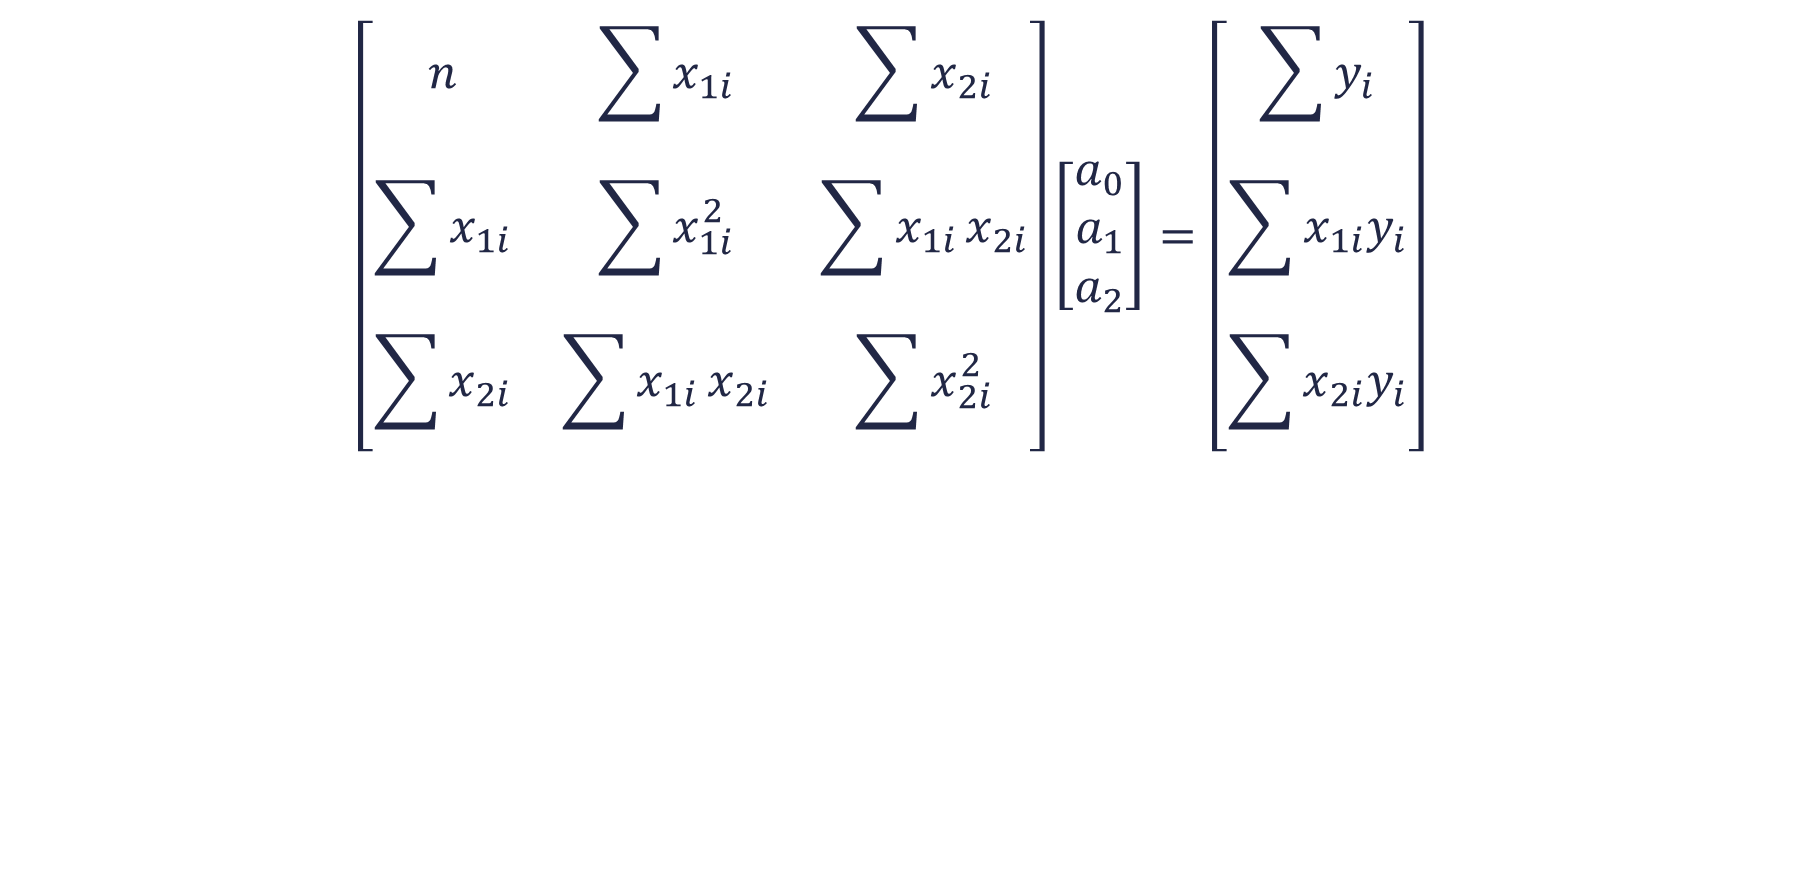 [ n ∑ x₁ᵢ ∑ x₂ᵢ ; ∑ x₁ᵢ ∑ x₁ᵢ² ∑ x₁ᵢ x₂ᵢ ; ∑ x₂ᵢ ∑ x₁ᵢ x₂ᵢ ∑ x₂ᵢ² ] [ a₀ ; a₁ ; a₂ ] = [ ∑ yᵢ ; ∑ x₁ᵢyᵢ ; ∑ x₂ᵢyᵢ ]